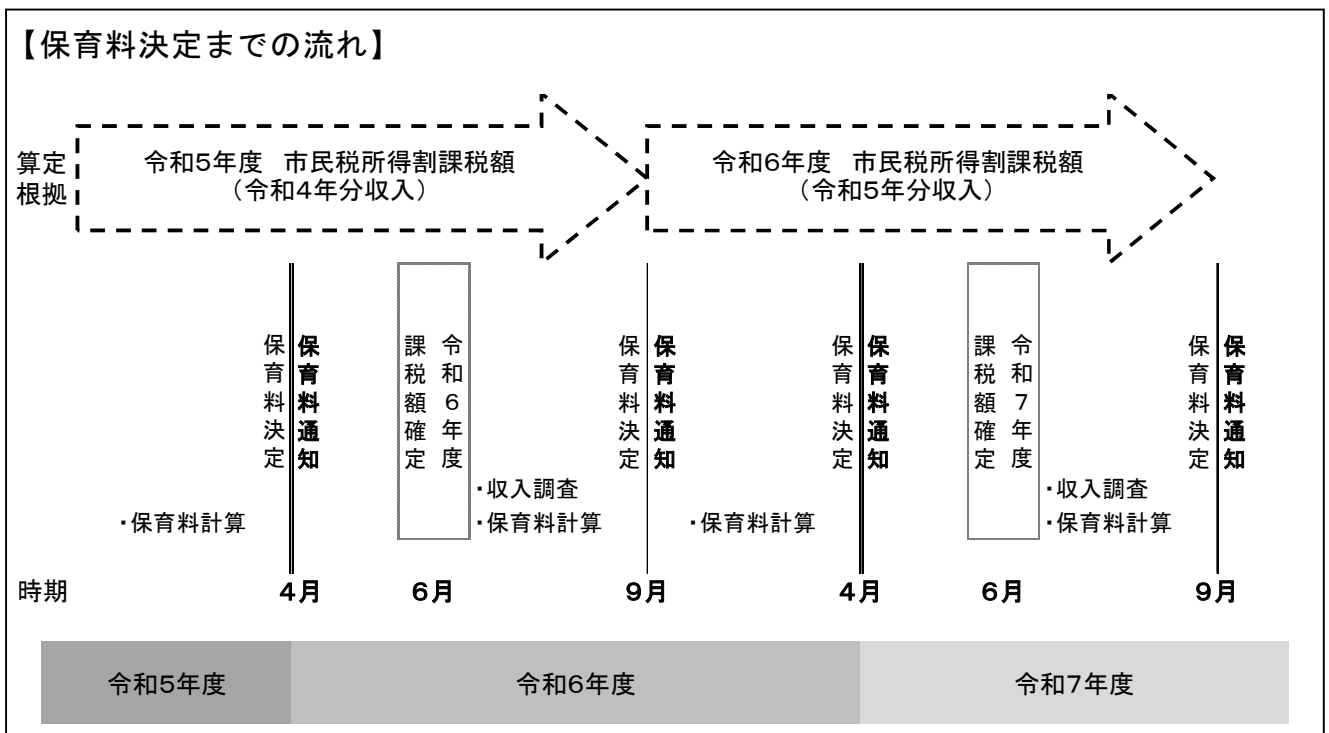 【保育料決定までの流れ】
算定
根拠
令和5年度 市民税所得割課税額
（令和4年分収入）
令和6年度 市民税所得割課税額
（令和5年分収入）
保育料決定
保育料通知
令和6年度
課税額確定
保育料決定
保育料通知
保育料決定
保育料通知
令和7年度
課税額確定
保育料決定
保育料通知
・保育料計算
・収入調査
・保育料計算
・保育料計算
・収入調査
・保育料計算
時期
4月
6月
9月
4月
6月
9月
令和5年度
令和6年度
令和7年度